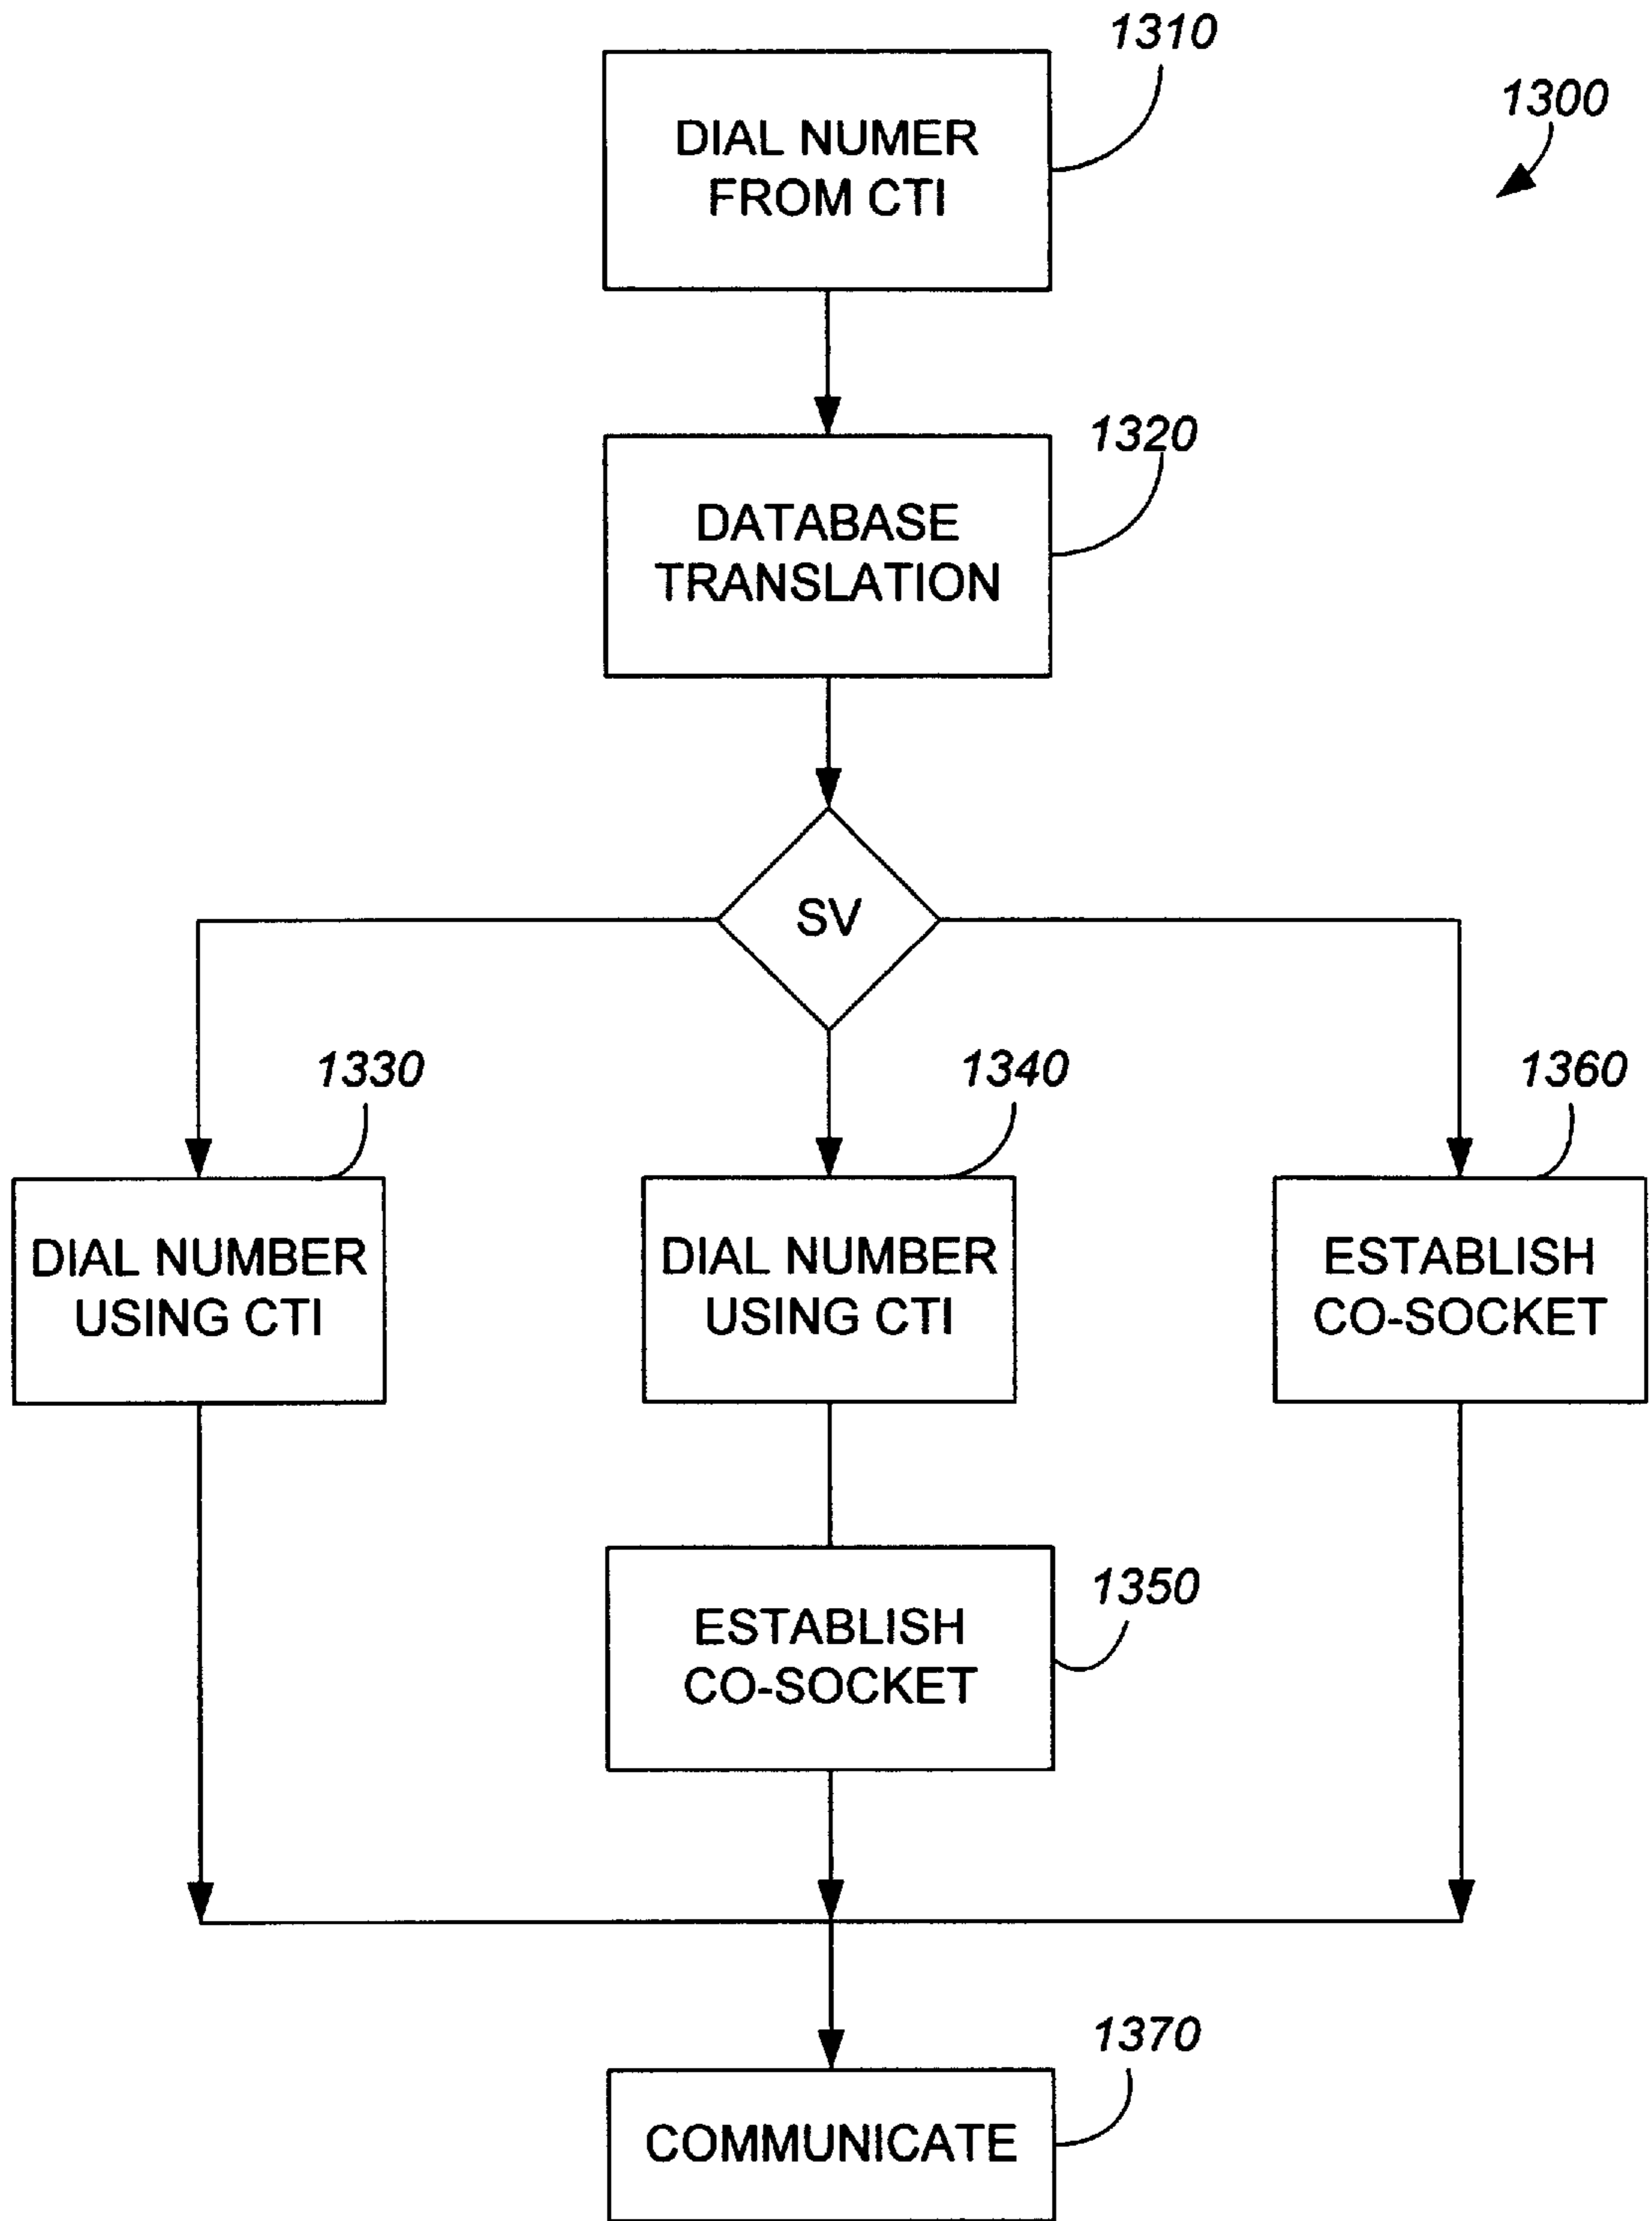 1310
1300
DIAL NUMER
FROM CTI
1320
DATABASE
TRANSLATION
SV
1330
1340
1360
DIAL NUMBER
USING CTI
DIAL NUMBER
USING CTI
ESTABLISH
CO-SOCKET
1350
ESTABLISH
CO-SOCKET
1370
COMMUNICATE